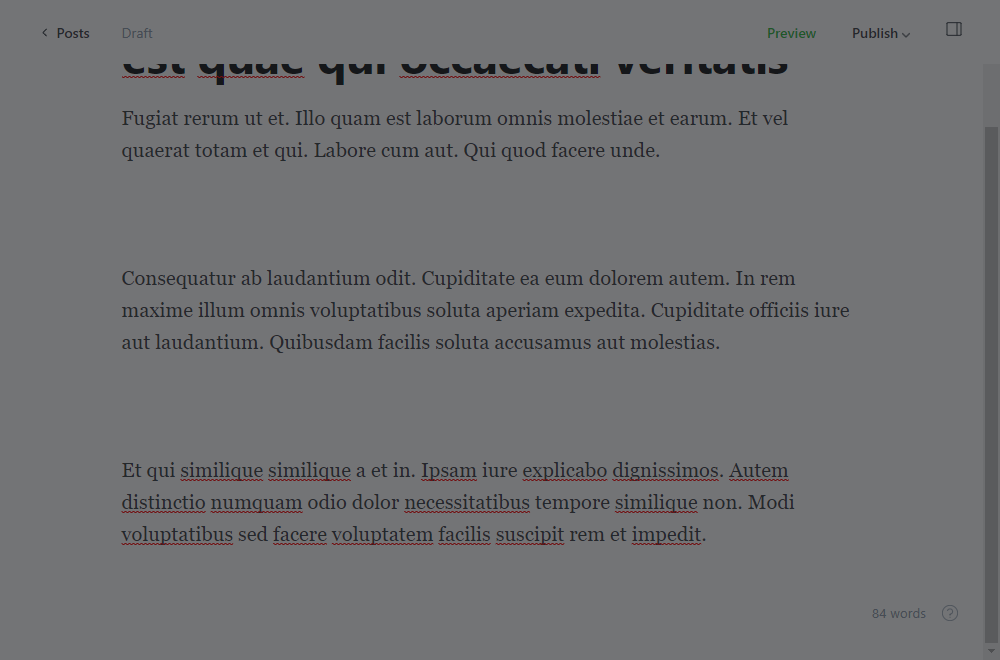 Posts
Draft
Preview
Publish
est quae qui occaecati veritatis
Fugiat rerum ut et. Illo quam est laborum omnis molestiae et earum. Et vel
quaerat totam et qui. Labore cum aut. Qui quod facere unde.
Consequatur ab laudantium odit. Cupiditate ea eum dolorem autem. In rem
maxime illum omnis voluptatibus soluta aperiam expedita. Cupiditate officiis iure
aut laudantium. Quibusdam facilis soluta accusamus aut molestias.
Et qui similique similique a et in. Ipsam iure explicabo dignissimos. Autem
distinctio numquam odio dolor necessitatibus tempore similique non. Modi
voluptatibus sed facere voluptatem facilis suscipit rem et impedit.
84 words
?